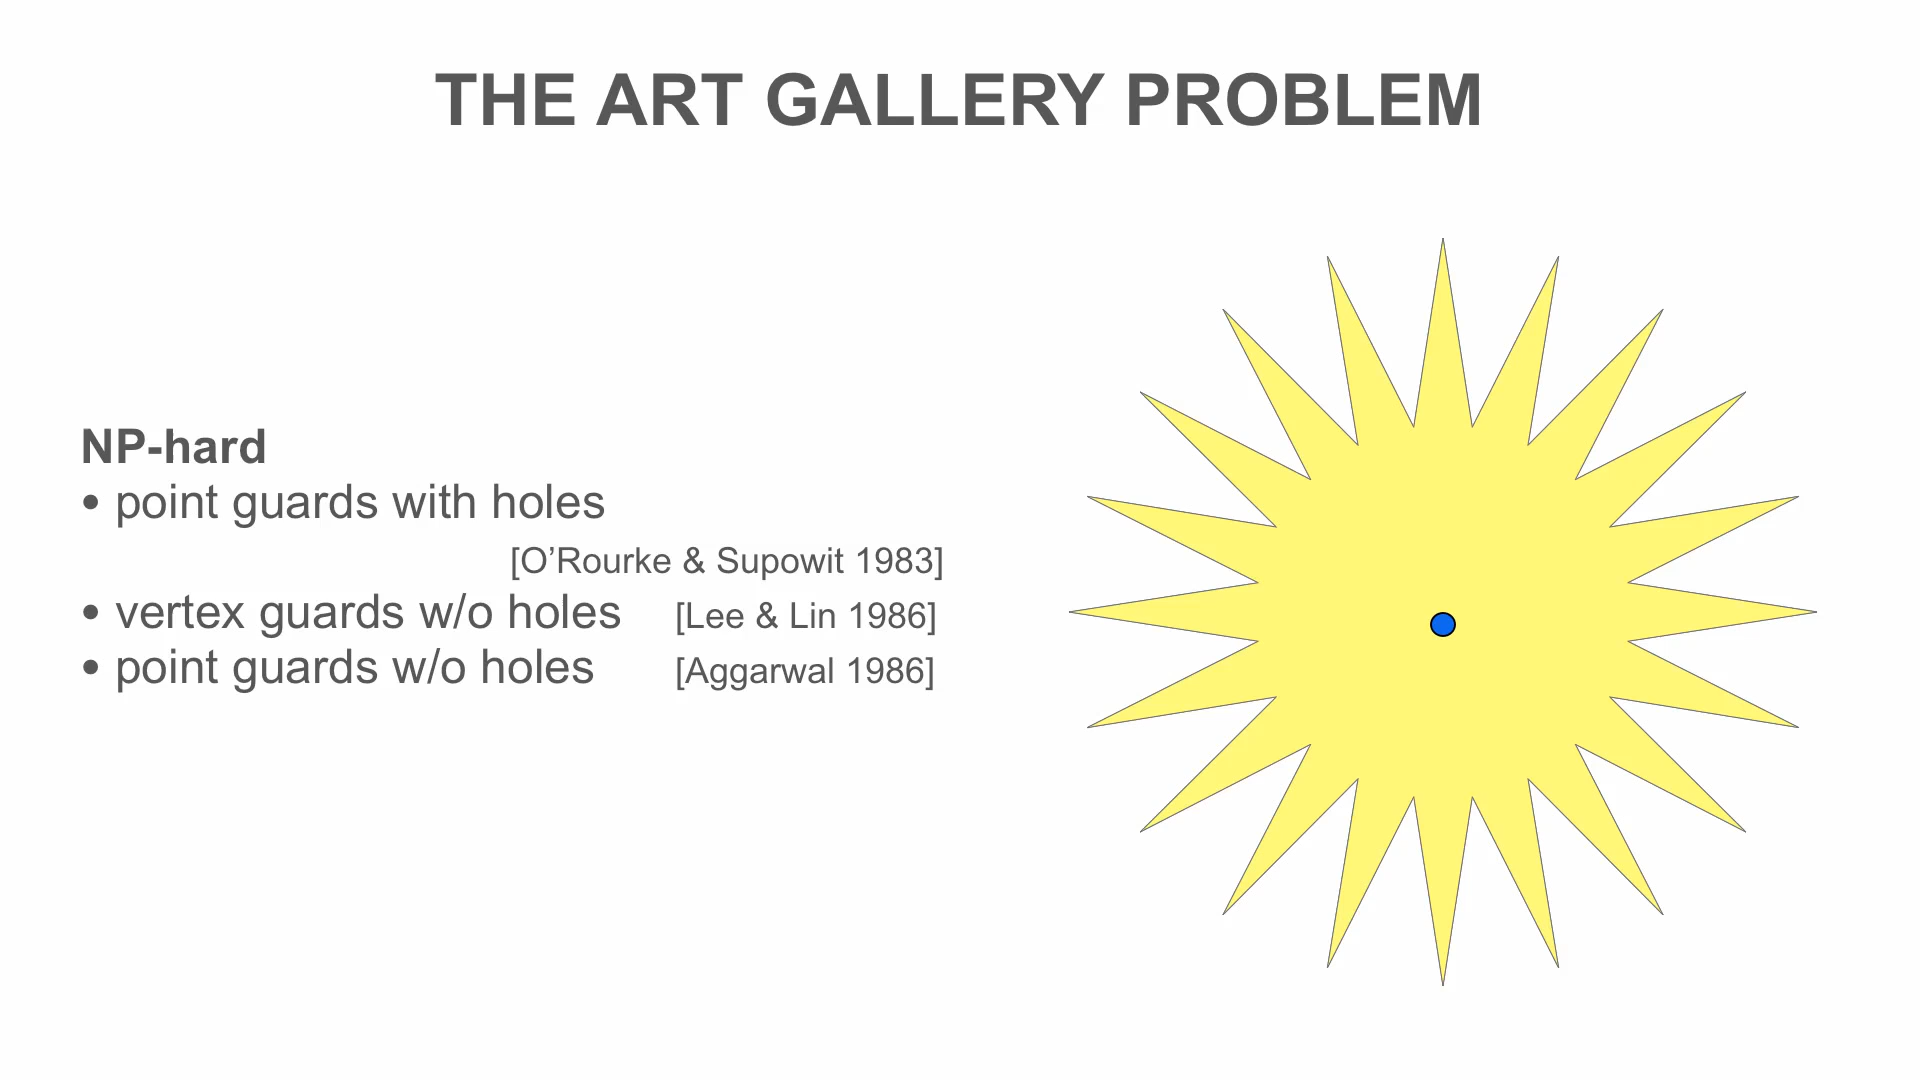 THE ART GALLERY PROBLEM
NP-hard
• point guards with holes
[O’Rourke & Supowit 1983]
• vertex guards w/o holes [Lee & Lin 1986]
• point guards w/o holes [Aggarwal 1986]